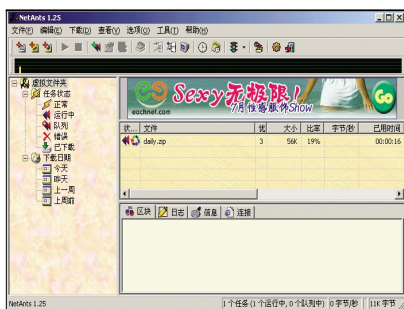 NetAnts 1.25
文件(F) 编辑(E) 下载(D) 查看(V) 选项(O) 工具(T) 帮助(H)
虚拟文件夹
任务状态
正常
运行中
队列
错误
已下载
下载日期
今天
昨天
上一周
上周前
eachnet.com
Sexy无极限!
7月性感服饰Show
Go
状... 文件 优 大小 比率 字节/秒 已用时间
daily.zip 3 56K 19% 00:00:16
区块 日志 信息 连接
NetAnts 1.25 1个任务(1个运行中, 0个队列中) 0字节/秒 11K字节